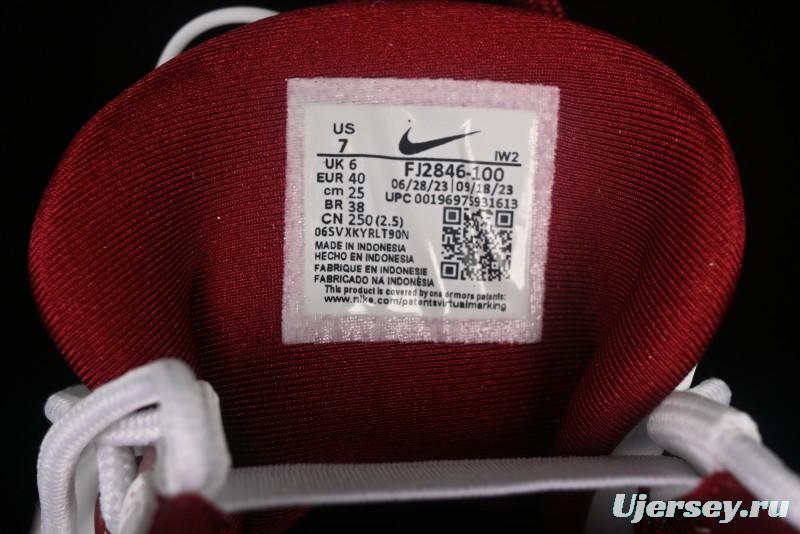 US
7
IW2
UK 6
EUR 40
cm 25
BR 38
CN 250 (2.5)
06SVXKYRLT90N
FJ2846-100
06/28/23 | 09/18/23
UPC 00196975931613
MADE IN INDONESIA
HECHO EN INDONESIA
FABRIQUE EN INDONESIE
FABRICADO NA INDONÉSIA
This product is covered by one or more patents:
www.nike.com/patentsvirtualmarking
Ujersey.ru